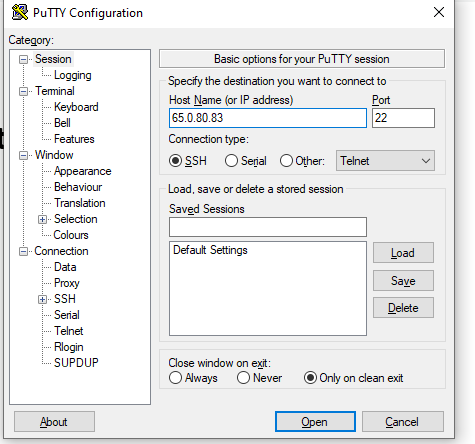 PuTTY Configuration
Category:
Session
Logging
Terminal
Keyboard
Bell
Features
Window
Appearance
Behaviour
Translation
Selection
Colours
Connection
Data
Proxy
SSH
Serial
Telnet
Rlogin
SUPDUP
Basic options for your PuTTY session
Specify the destination you want to connect to
Host Name (or IP address) Port
65.0.80.83 22
Connection type:
SSH Serial Other: Telnet
Load, save or delete a stored session
Saved Sessions
Default Settings
Load
Save
Delete
Close window on exit:
Always Never Only on clean exit
About Open Cancel